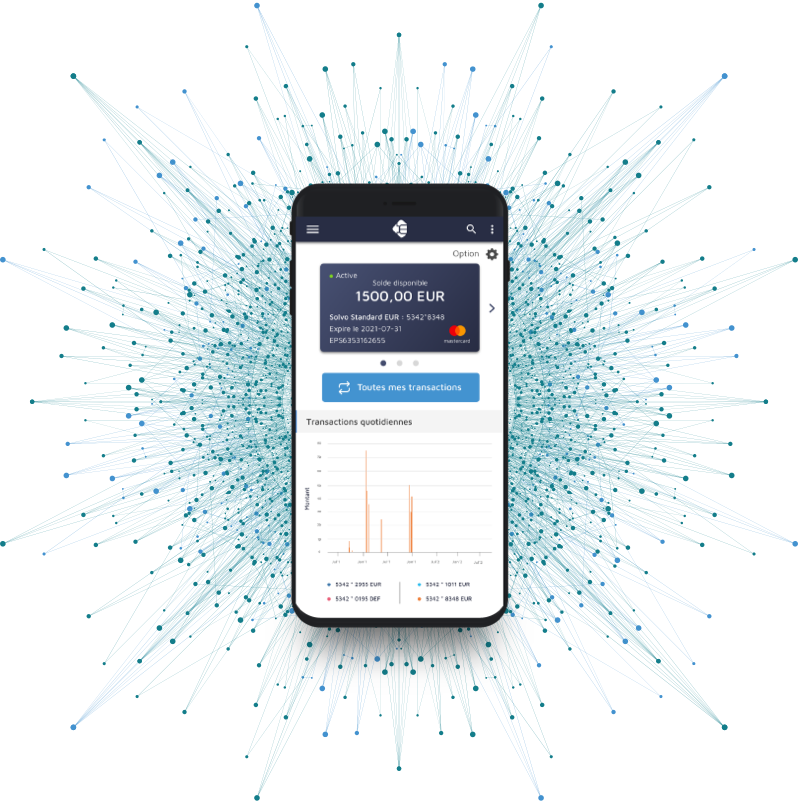 Option
Active
Solde disponible
1500,00 EUR
Solvo Standard EUR : 5342*8348
Expire le 2021-07-31
EPS6353162655
mastercard
Toutes mes transactions
Transactions quotidiennes
Montant
5342 * 2955 EUR
5342 * 1011 EUR
5342 * 0195 DEF
5342 * 8348 EUR